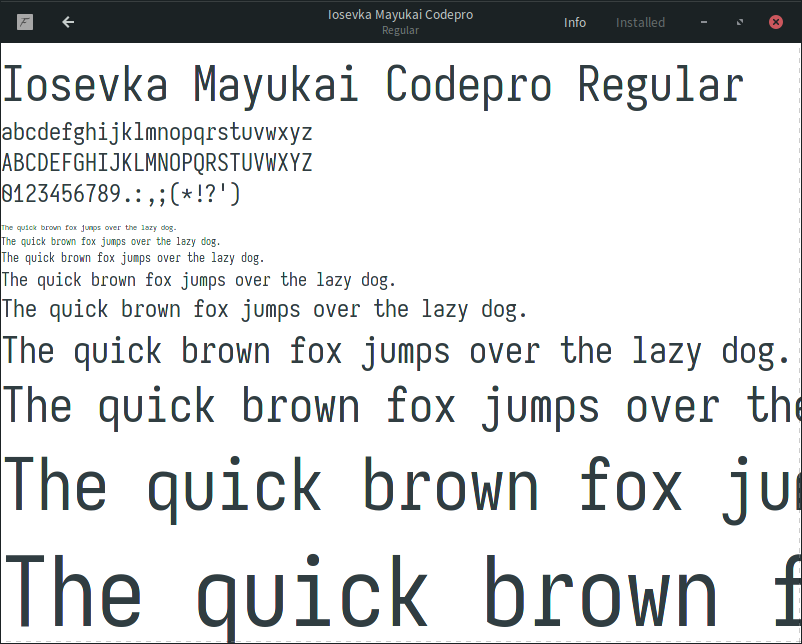 Iosevka Mayukai Codepro
Regular
Info
Installed
Iosevka Mayukai Codepro Regular
abcdefghijklmnopqrstuvwxyz
ABCDEFGHIJKLMNOPQRSTUVWXYZ
0123456789.:,;(*!?')
The quick brown fox jumps over the lazy dog.
The quick brown fox jumps over the lazy dog.
The quick brown fox jumps over the lazy dog.
The quick brown fox jumps over the lazy dog.
The quick brown fox jumps over the lazy dog.
The quick brown fox jumps over the lazy dog.
The quick brown fox jumps over the
The quick brown fox ju
The quick brown f